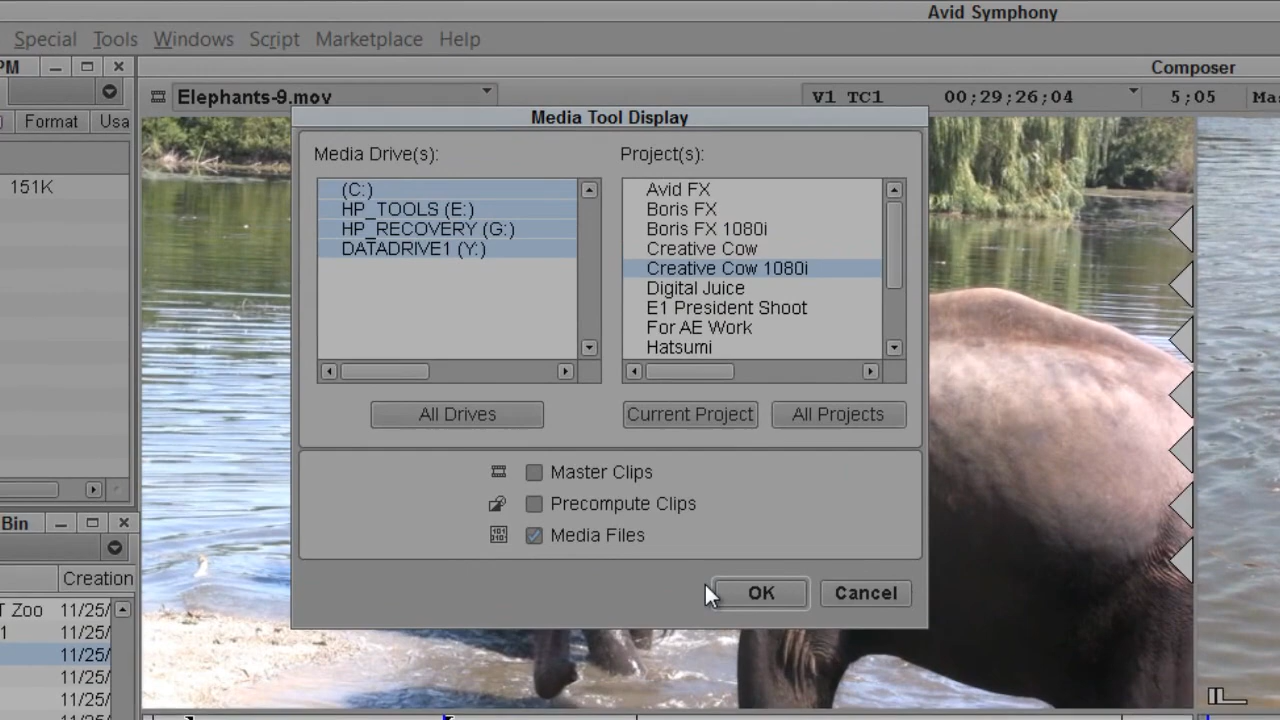 Avid Symphony
Special Tools Windows Script Marketplace Help
PM
Composer
Elephants-9.mov
V1 TC1 00;29;26;04 5;05
Format
Media Tool Display
Media Drive(s): Project(s):
151K
(C:)
HP_TOOLS (E:)
HP_RECOVERY (G:)
DATADRIVE1 (Y:)
Avid FX
Boris FX
Boris FX 1080i
Creative Cow
Creative Cow 1080i
Digital Juice
E1 President Shoot
For AE Work
Hatsumi
All Drives Current Project All Projects
Master Clips
Precompute Clips
Media Files
OK Cancel
Bin
Creation
T Zoo 11/25/
1 11/25/
11/25/
11/25/
11/25/